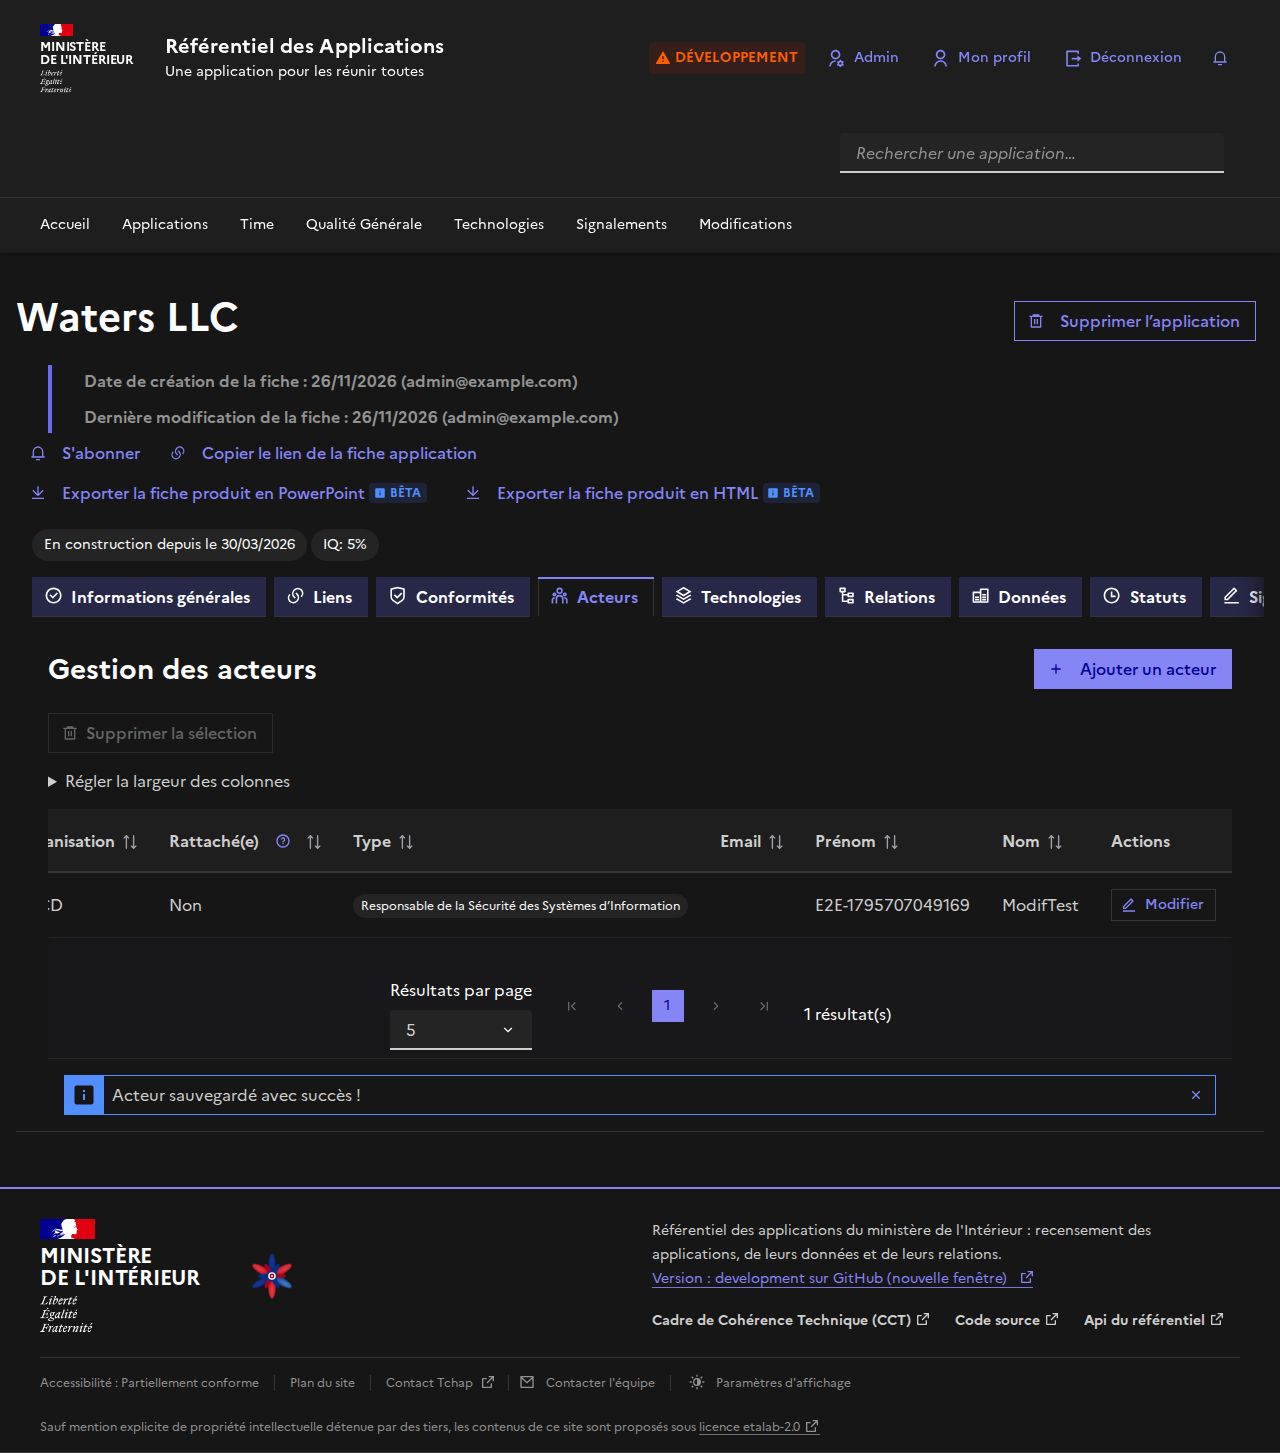 MINISTÈRE
DE L'INTÉRIEUR
Liberté
Égalité
Fraternité
Référentiel des Applications
Une application pour les réunir toutes
DÉVELOPPEMENT
Admin
Mon profil
Déconnexion
Rechercher une application...
Accueil
Applications
Time
Qualité Générale
Technologies
Signalements
Modifications
Waters LLC
Supprimer l’application
Date de création de la fiche : 26/11/2026 (admin@example.com)
Dernière modification de la fiche : 26/11/2026 (admin@example.com)
S'abonner
Copier le lien de la fiche application
Exporter la fiche produit en PowerPoint BÊTA
Exporter la fiche produit en HTML BÊTA
En construction depuis le 30/03/2026
IQ: 5%
Informations générales
Liens
Conformités
Acteurs
Technologies
Relations
Données
Statuts
Gestion des acteurs
Ajouter un acteur
Supprimer la sélection
Régler la largeur des colonnes
anisation
Rattaché(e)
Type
Email
Prénom
Nom
Actions
D
Non
Responsable de la Sécurité des Systèmes d’Information
E2E-1795707049169
ModifTest
Modifier
Résultats par page
5
1
1 résultat(s)
Acteur sauvegardé avec succès !
MINISTÈRE
DE L'INTÉRIEUR
Liberté
Égalité
Fraternité
Référentiel des applications du ministère de l'Intérieur : recensement des
applications, de leurs données et de leurs relations.
Version : development sur GitHub (nouvelle fenêtre)
Cadre de Cohérence Technique (CCT)
Code source
Api du référentiel
Accessibilité : Partiellement conforme
Plan du site
Contact Tchap
Contacter l'équipe
Paramètres d'affichage
Sauf mention explicite de propriété intellectuelle détenue par des tiers, les contenus de ce site sont proposés sous licence etalab-2.0